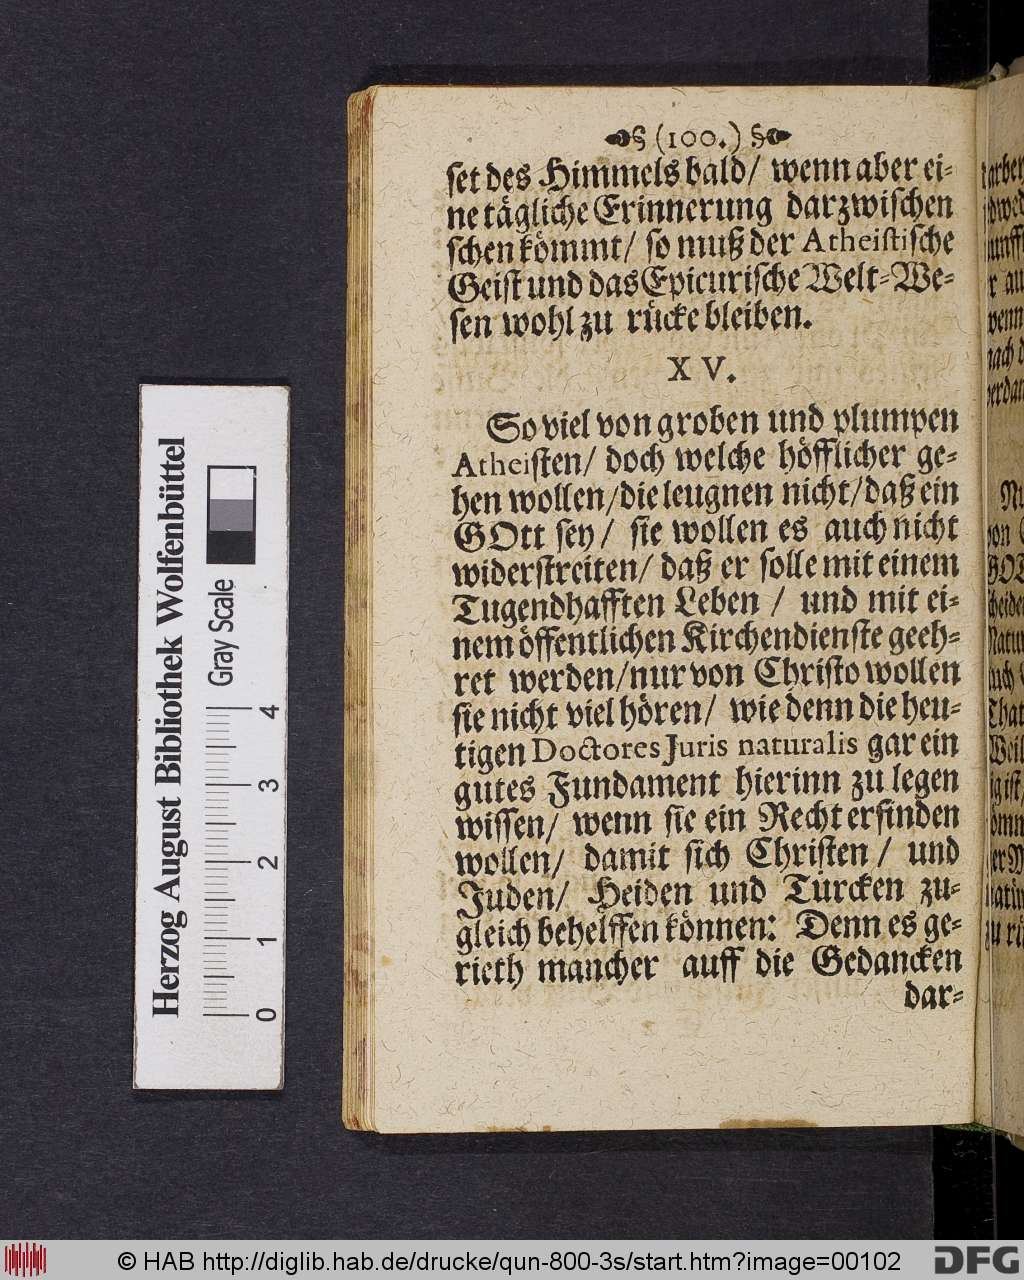 (100.)
set des Himmels bald/ wenn aber ei-
ne tägliche Erinnerung darzwischen
schen kömmt/ so muß der Atheistische
Geist und das Epicurische Welt-We-
sen wohl zu rücke bleiben.
XV.
So viel von groben und plumpen
Atheisten/ doch welche höfflicher ge-
hen wollen/die leugnen nicht/daß ein
GOtt sey/ sie wollen es auch nicht
widerstreiten/ daß er solle mit einem
Tugendhafften Leben / und mit ei-
nem öffentlichen Kirchendienste geeh-
ret werden/nur von Christo wollen
sie nicht viel hören/ wie denn die heu-
tigen Doctores Juris naturalis gar ein
gutes Fundament hierinn zu legen
wissen/ wenn sie ein Recht erfinden
wollen/ damit sich Christen / und
Juden/ Heiden und Türcken zu-
gleich behelffen können: Denn es ge-
rieth mancher auff die Gedancken
dar-
Herzog August Bibliothek Wolfenbüttel
Gray Scale
0 1 2 3 4
© HAB http://diglib.hab.de/drucke/qun-800-3s/start.htm?image=00102
DFG